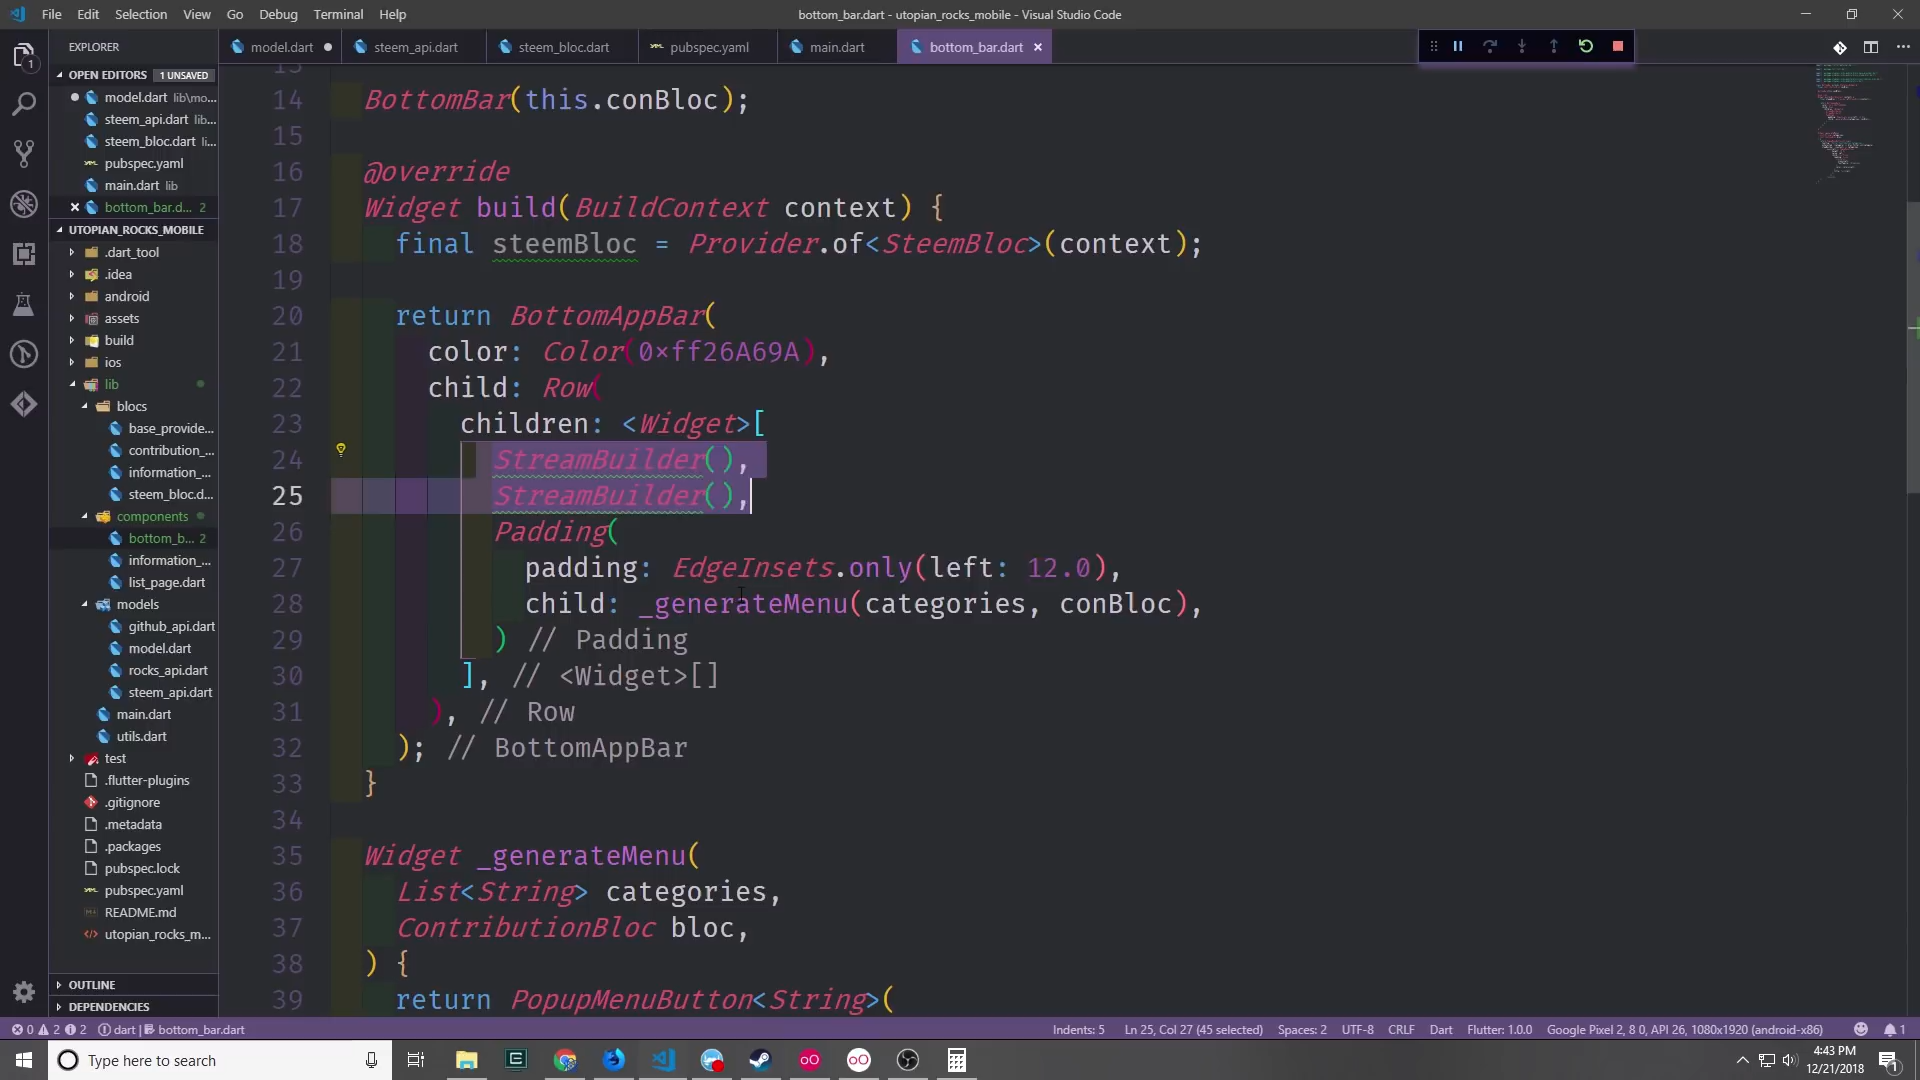 File Edit Selection View Go Debug Terminal Help
bottom_bar.dart - utopian_rocks_mobile - Visual Studio Code
EXPLORER
model.dart
steem_api.dart
steem_bloc.dart
pubspec.yaml
main.dart
bottom_bar.dart
OPEN EDITORS 1 UNSAVED
model.dart lib\mo...
steem_api.dart lib...
steem_bloc.dart li...
pubspec.yaml
main.dart lib
bottom_bar.d... 2
UTOPIAN_ROCKS_MOBILE
.dart_tool
.idea
android
assets
build
ios
lib
blocs
base_provide...
contribution_...
information_...
steem_bloc.d...
components
bottom_b... 2
information_...
list_page.dart
models
github_api.dart
model.dart
rocks_api.dart
steem_api.dart
main.dart
utils.dart
test
.flutter-plugins
.gitignore
.metadata
.packages
pubspec.lock
pubspec.yaml
README.md
utopian_rocks_m...
OUTLINE
DEPENDENCIES
13
14 BottomBar(this.conBloc);
15
16 @override
17 Widget build(BuildContext context) {
18 final steemBloc = Provider.of<SteemBloc>(context);
19
20 return BottomAppBar(
21 color: Color(0×ff26A69A),
22 child: Row(
23 children: <Widget>[
24 StreamBuilder(),
25 StreamBuilder(),
26 Padding(
27 padding: EdgeInsets.only(left: 12.0),
28 child: _generateMenu(categories, conBloc),
29 ) // Padding
30 ], // <Widget>[]
31 ), // Row
32 ); // BottomAppBar
33 }
34
35 Widget _generateMenu(
36 List<String> categories,
37 ContributionBloc bloc,
38 ) {
39 return PopupMenuButton<String>(
0 2 2 dart | bottom_bar.dart
Indents: 5 Ln 25, Col 27 (45 selected) Spaces: 2 UTF-8 CRLF Dart Flutter: 1.0.0 Google Pixel 2, 8 0, API 26, 1080x1920 (android-x86) 1
Type here to search
4:43 PM
12/21/2018